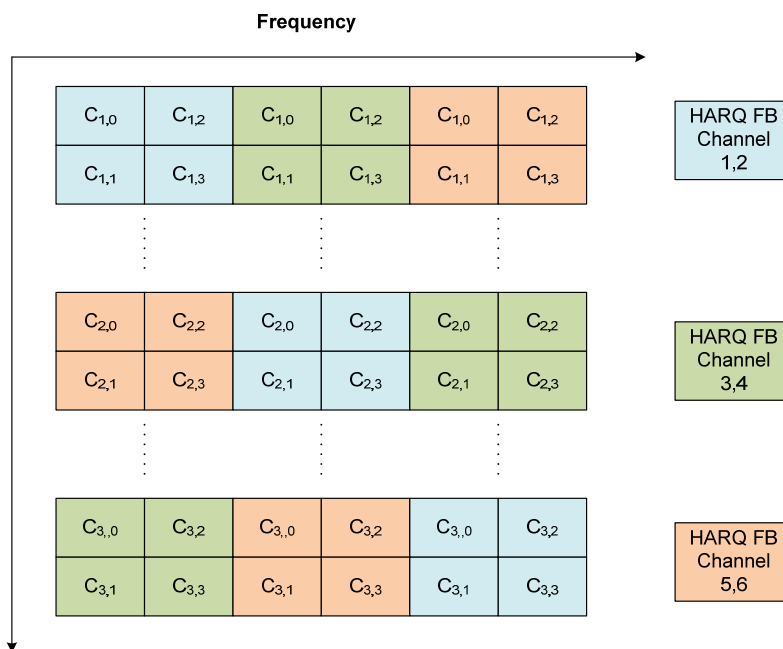 Frequency
C1,0 C1,2 C1,0 C1,2 C1,0 C1,2
C1,1 C1,3 C1,1 C1,3 C1,1 C1,3
HARQ FB
Channel
1,2
C2,0 C2,2 C2,0 C2,2 C2,0 C2,2
C2,1 C2,3 C2,1 C2,3 C2,1 C2,3
HARQ FB
Channel
3,4
C3,,0 C3,2 C3,,0 C3,2 C3,,0 C3,2
C3,1 C3,3 C3,1 C3,3 C3,1 C3,3
HARQ FB
Channel
5,6